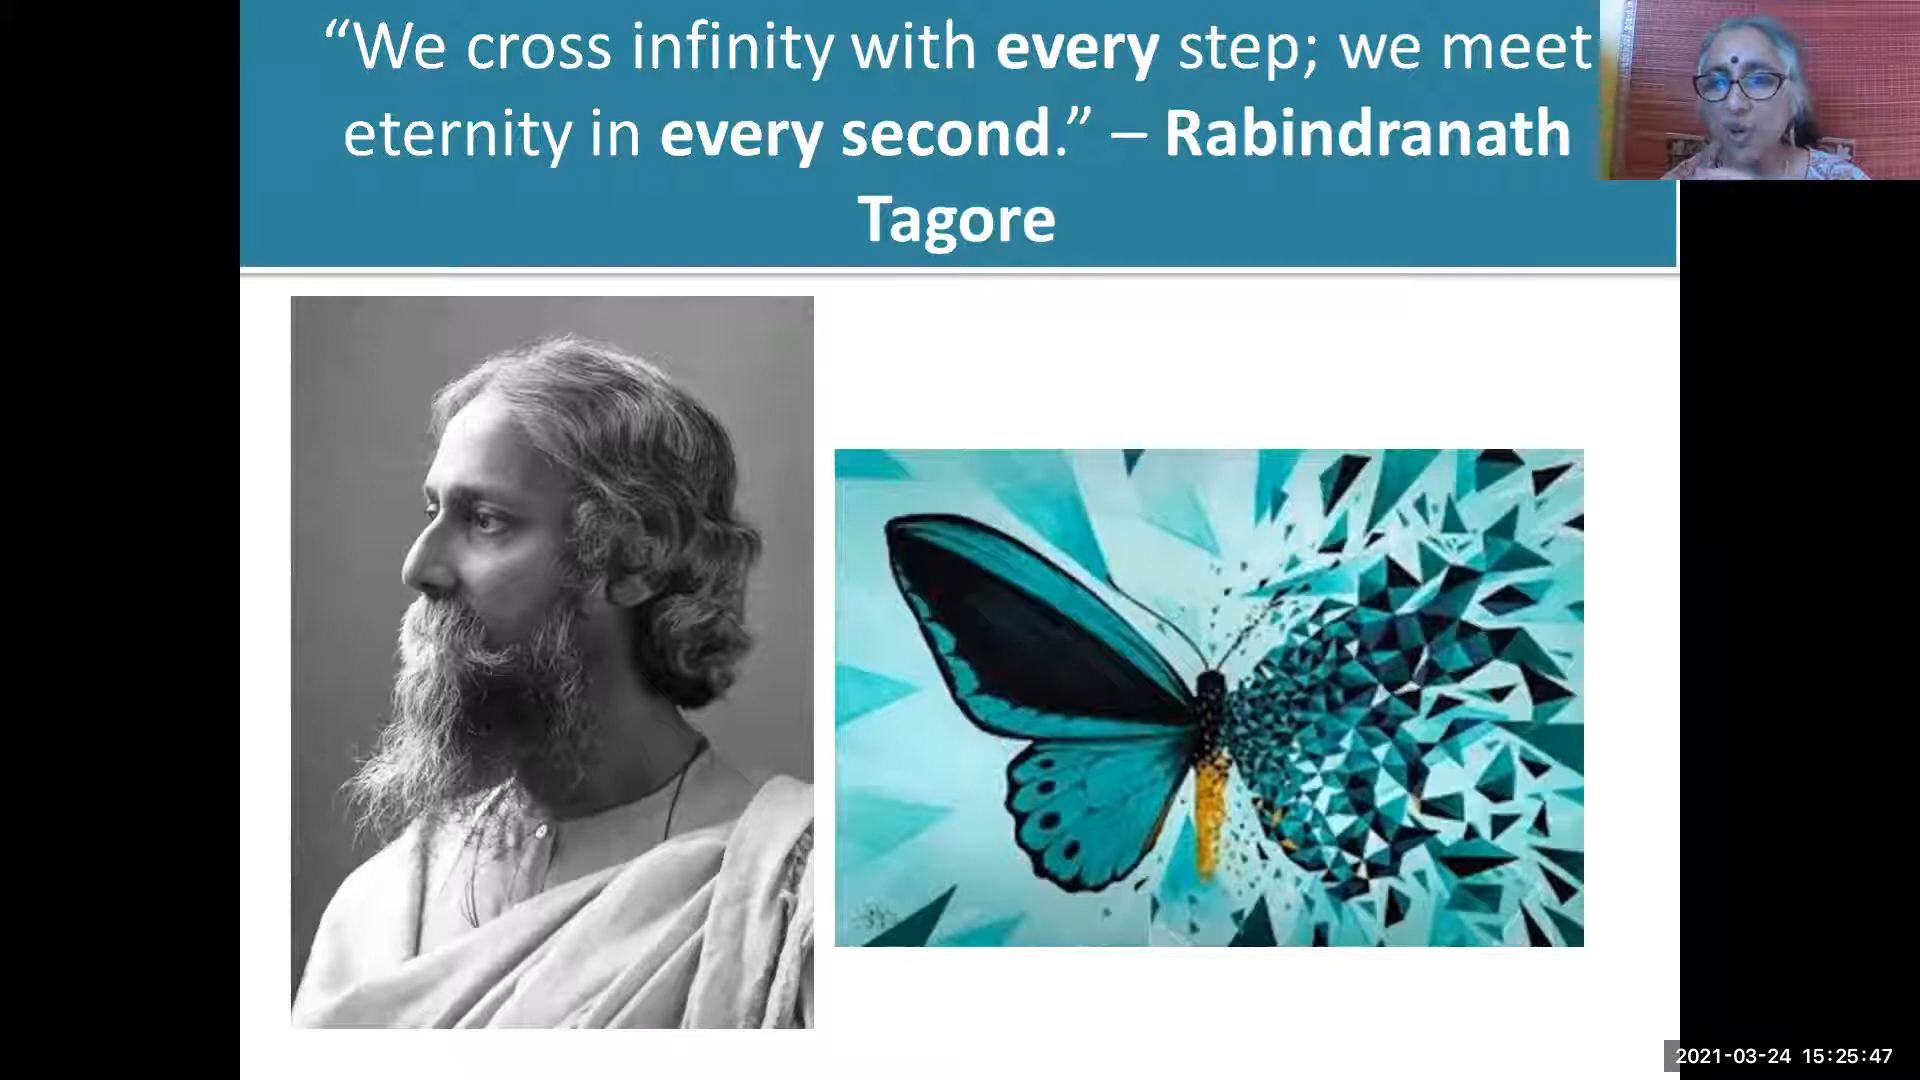 “We cross infinity with every step; we meet
eternity in every second.” – Rabindranath
Tagore
2021-03-24 15:25:47